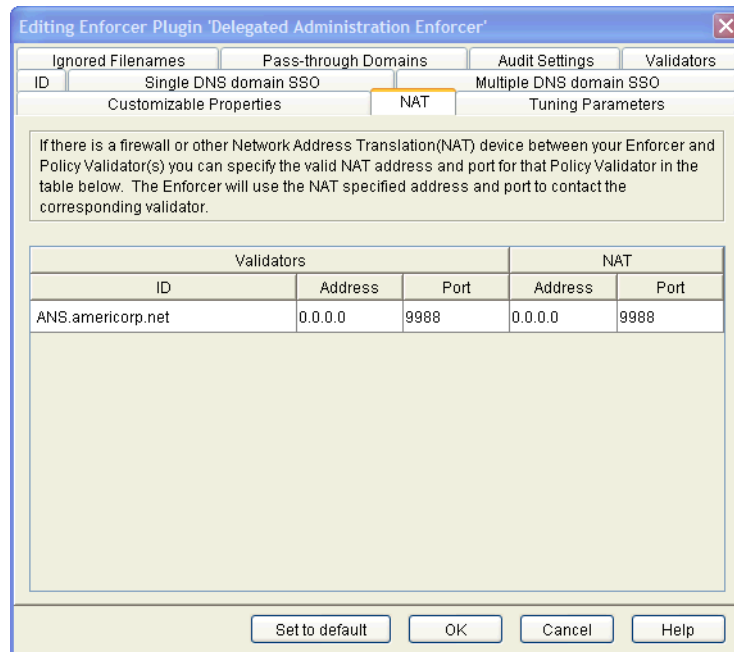 Editing Enforcer Plugin 'Delegated Administration Enforcer'
Ignored Filenames Pass-through Domains Audit Settings Validators
ID Single DNS domain SSO Multiple DNS domain SSO
Customizable Properties NAT Tuning Parameters
If there is a firewall or other Network Address Translation(NAT) device between your Enforcer and
Policy Validator(s) you can specify the valid NAT address and port for that Policy Validator in the
table below. The Enforcer will use the NAT specified address and port to contact the
corresponding validator.
Validators NAT
ID Address Port Address Port
ANS.americorp.net 0.0.0.0 9988 0.0.0.0 9988
Set to default OK Cancel Help